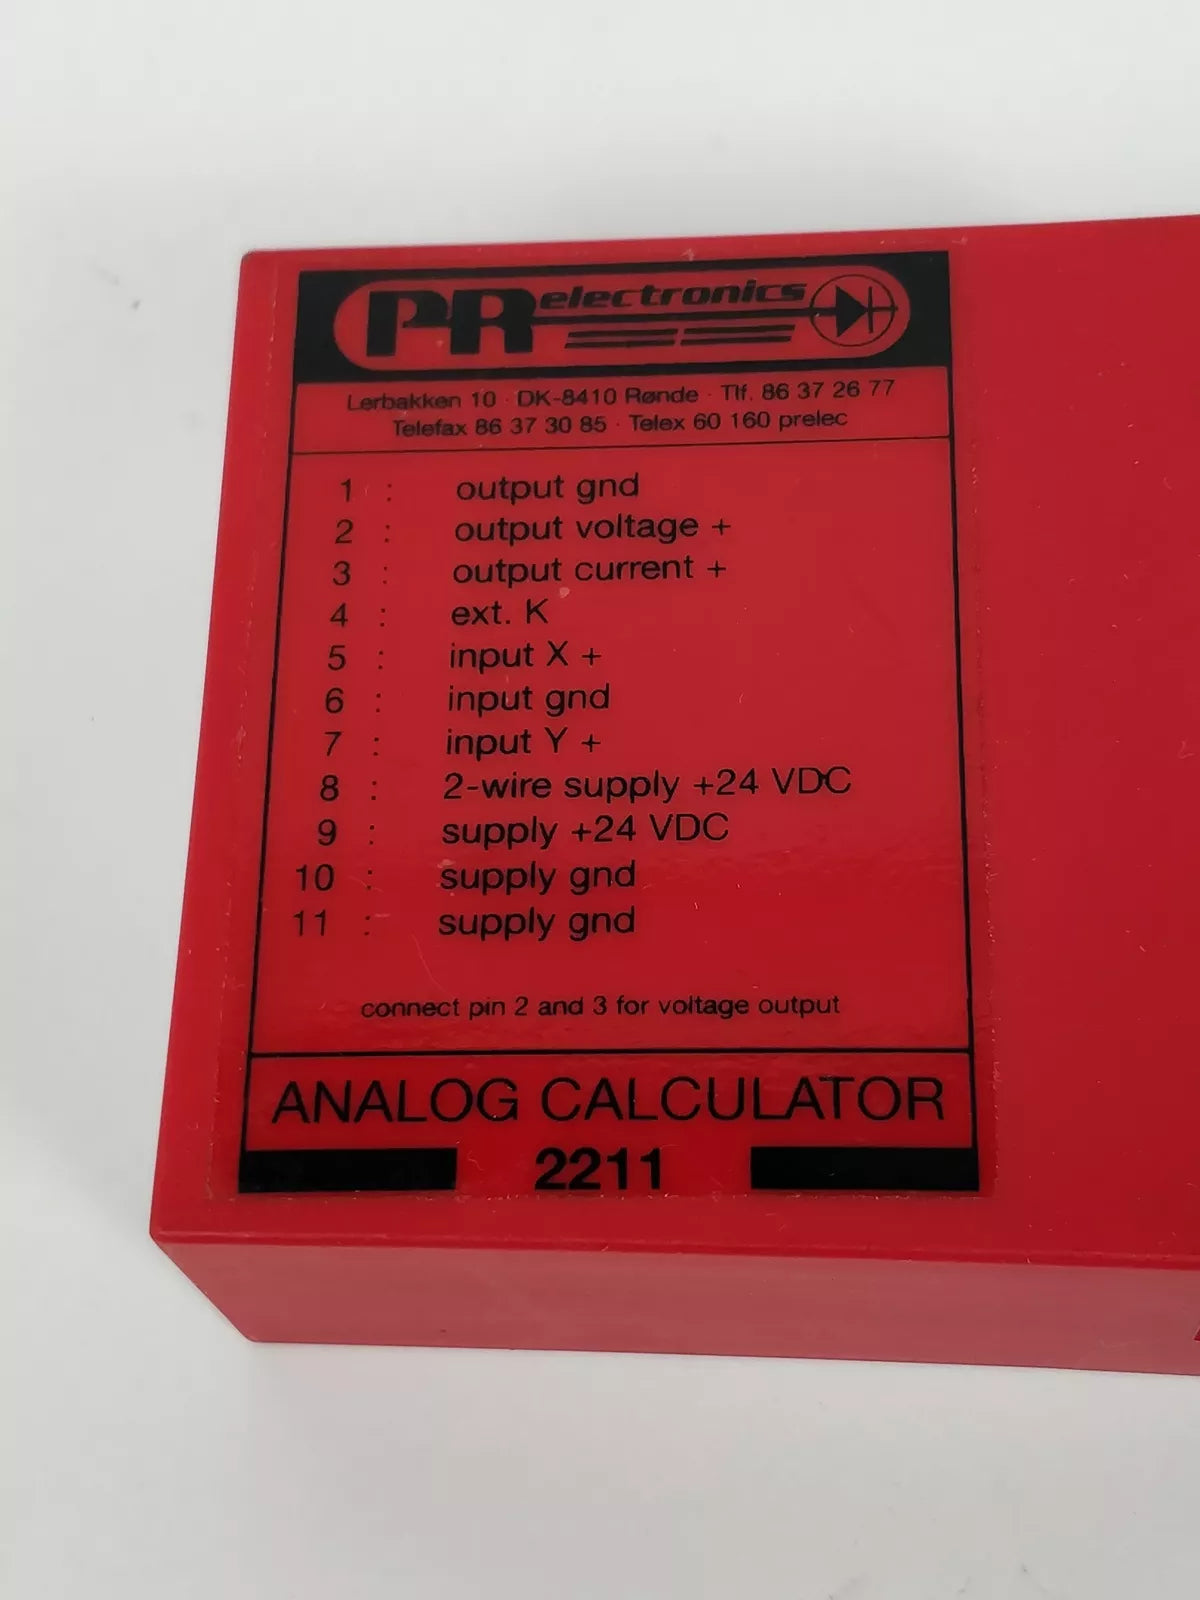 PR electronics
Lerbakken 10 · DK-8410 Rønde · Tlf. 86 37 26 77
Telefax 86 37 30 85 · Telex 60 160 prelec
1 : output gnd
2 : output voltage +
3 : output current +
4 : ext. K
5 : input X +
6 : input gnd
7 : input Y +
8 : 2-wire supply +24 VDC
9 : supply +24 VDC
10 : supply gnd
11 : supply gnd
connect pin 2 and 3 for voltage output
ANALOG CALCULATOR
2211